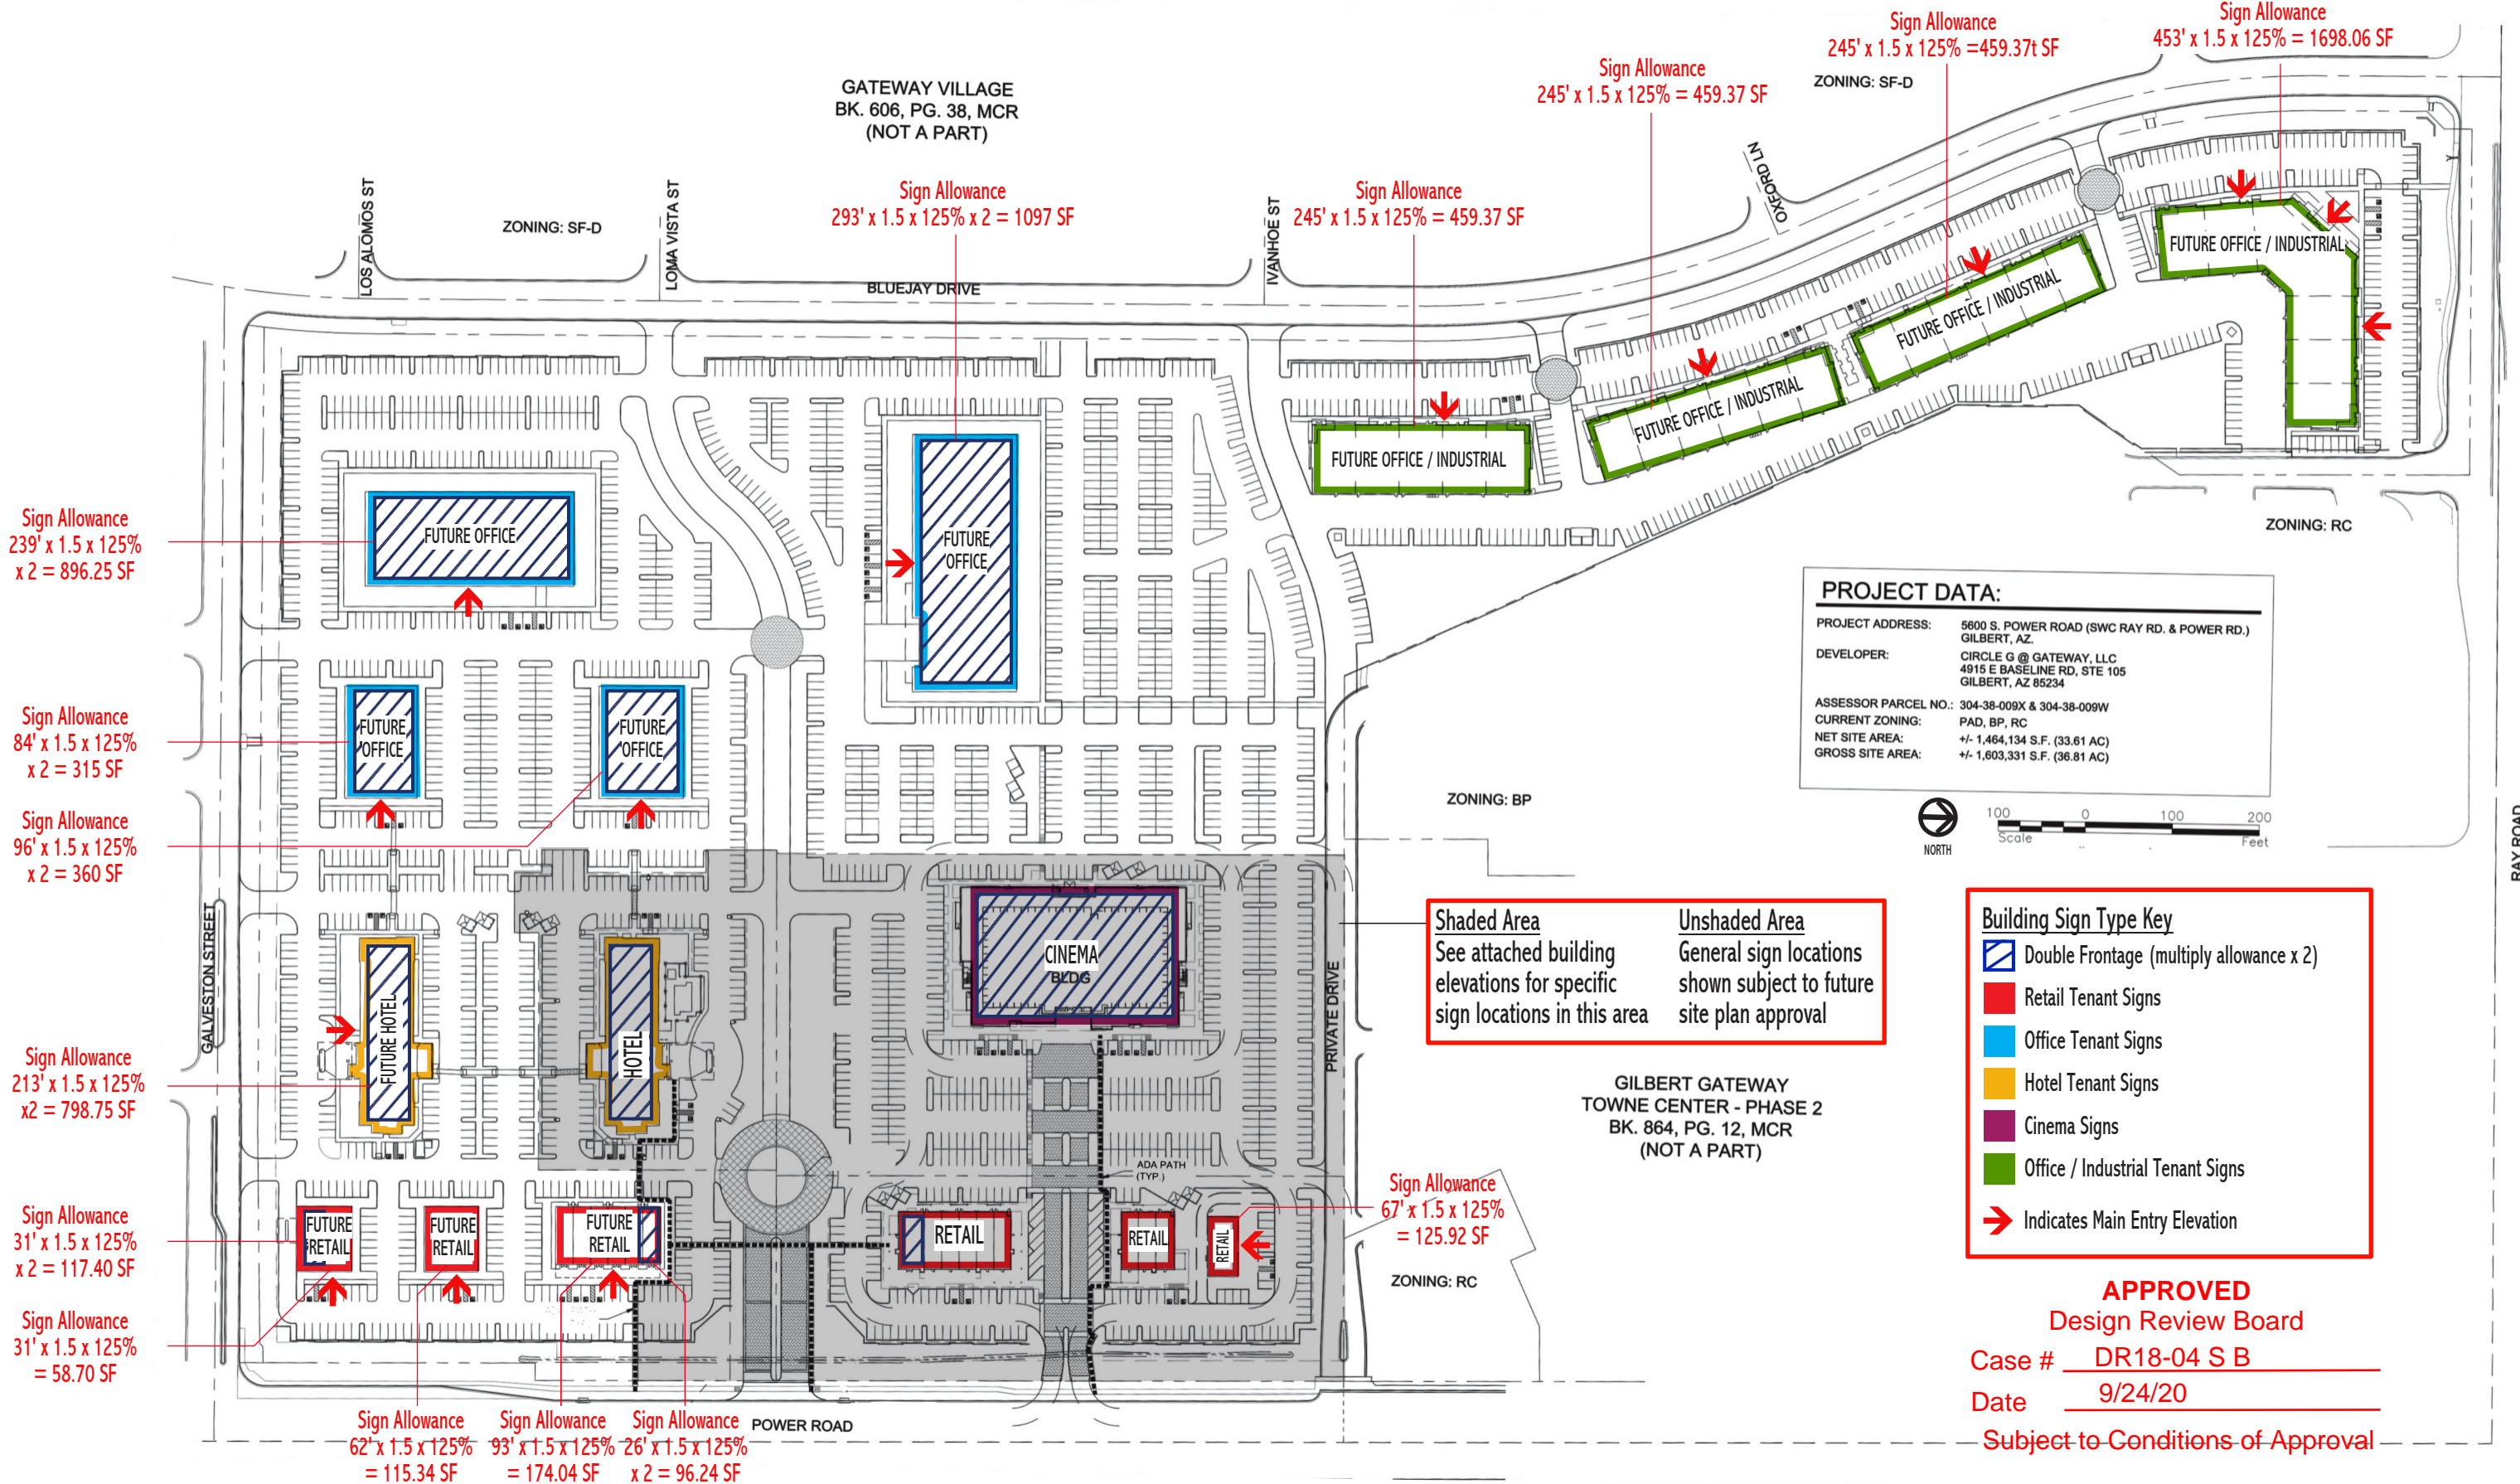 Sign Allowance
245' x 1.5 x 125% =459.37t SF
Sign Allowance
453' x 1.5 x 125% = 1698.06 SF
Sign Allowance
245' x 1.5 x 125% = 459.37 SF
ZONING: SF-D
GATEWAY VILLAGE
BK. 606, PG. 38, MCR
(NOT A PART)
OXFORD LN
LOS ALOMOS ST
ZONING: SF-D
LOMA VISTA ST
Sign Allowance
293' x 1.5 x 125% x 2 = 1097 SF
IVANHOE ST
Sign Allowance
245' x 1.5 x 125% = 459.37 SF
BLUEJAY DRIVE
FUTURE OFFICE / INDUSTRIAL
FUTURE OFFICE / INDUSTRIAL
FUTURE OFFICE / INDUSTRIAL
FUTURE OFFICE / INDUSTRIAL
Sign Allowance
239' x 1.5 x 125%
x 2 = 896.25 SF
FUTURE OFFICE
FUTURE
OFFICE
ZONING: RC
PROJECT DATA:
PROJECT ADDRESS: 5600 S. POWER ROAD (SWC RAY RD. & POWER RD.)
GILBERT, AZ.
DEVELOPER: CIRCLE G @ GATEWAY, LLC
4915 E BASELINE RD, STE 105
GILBERT, AZ 85234
ASSESSOR PARCEL NO.: 304-38-009X & 304-38-009W
CURRENT ZONING: PAD, BP, RC
NET SITE AREA: +/- 1,464,134 S.F. (33.61 AC)
GROSS SITE AREA: +/- 1,603,331 S.F. (36.81 AC)
Sign Allowance
84' x 1.5 x 125%
x 2 = 315 SF
FUTURE
OFFICE
FUTURE
OFFICE
Sign Allowance
96' x 1.5 x 125%
x 2 = 360 SF
ZONING: BP
NORTH
100 0 100 200
Scale Feet
RAY ROAD
GALVESTON STREET
CINEMA
BLDG
PRIVATE DRIVE
Shaded Area
See attached building
elevations for specific
sign locations in this area
Unshaded Area
General sign locations
shown subject to future
site plan approval
Building Sign Type Key
Double Frontage (multiply allowance x 2)
Retail Tenant Signs
Office Tenant Signs
Hotel Tenant Signs
Cinema Signs
Office / Industrial Tenant Signs
Indicates Main Entry Elevation
Sign Allowance
213' x 1.5 x 125%
x2 = 798.75 SF
FUTURE HOTEL
HOTEL
GILBERT GATEWAY
TOWNE CENTER - PHASE 2
BK. 864, PG. 12, MCR
(NOT A PART)
ADA PATH
(TYP.)
Sign Allowance
67' x 1.5 x 125%
= 125.92 SF
Sign Allowance
31' x 1.5 x 125%
x 2 = 117.40 SF
FUTURE
RETAIL
FUTURE
RETAIL
FUTURE
RETAIL
RETAIL
RETAIL
RETAIL
ZONING: RC
Sign Allowance
31' x 1.5 x 125%
= 58.70 SF
Sign Allowance
62' x 1.5 x 125%
= 115.34 SF
Sign Allowance
93' x 1.5 x 125%
= 174.04 SF
Sign Allowance
26' x 1.5 x 125%
x 2 = 96.24 SF
POWER ROAD
APPROVED
Design Review Board
Case # DR18-04 S B
Date 9/24/20
Subject to Conditions of Approval